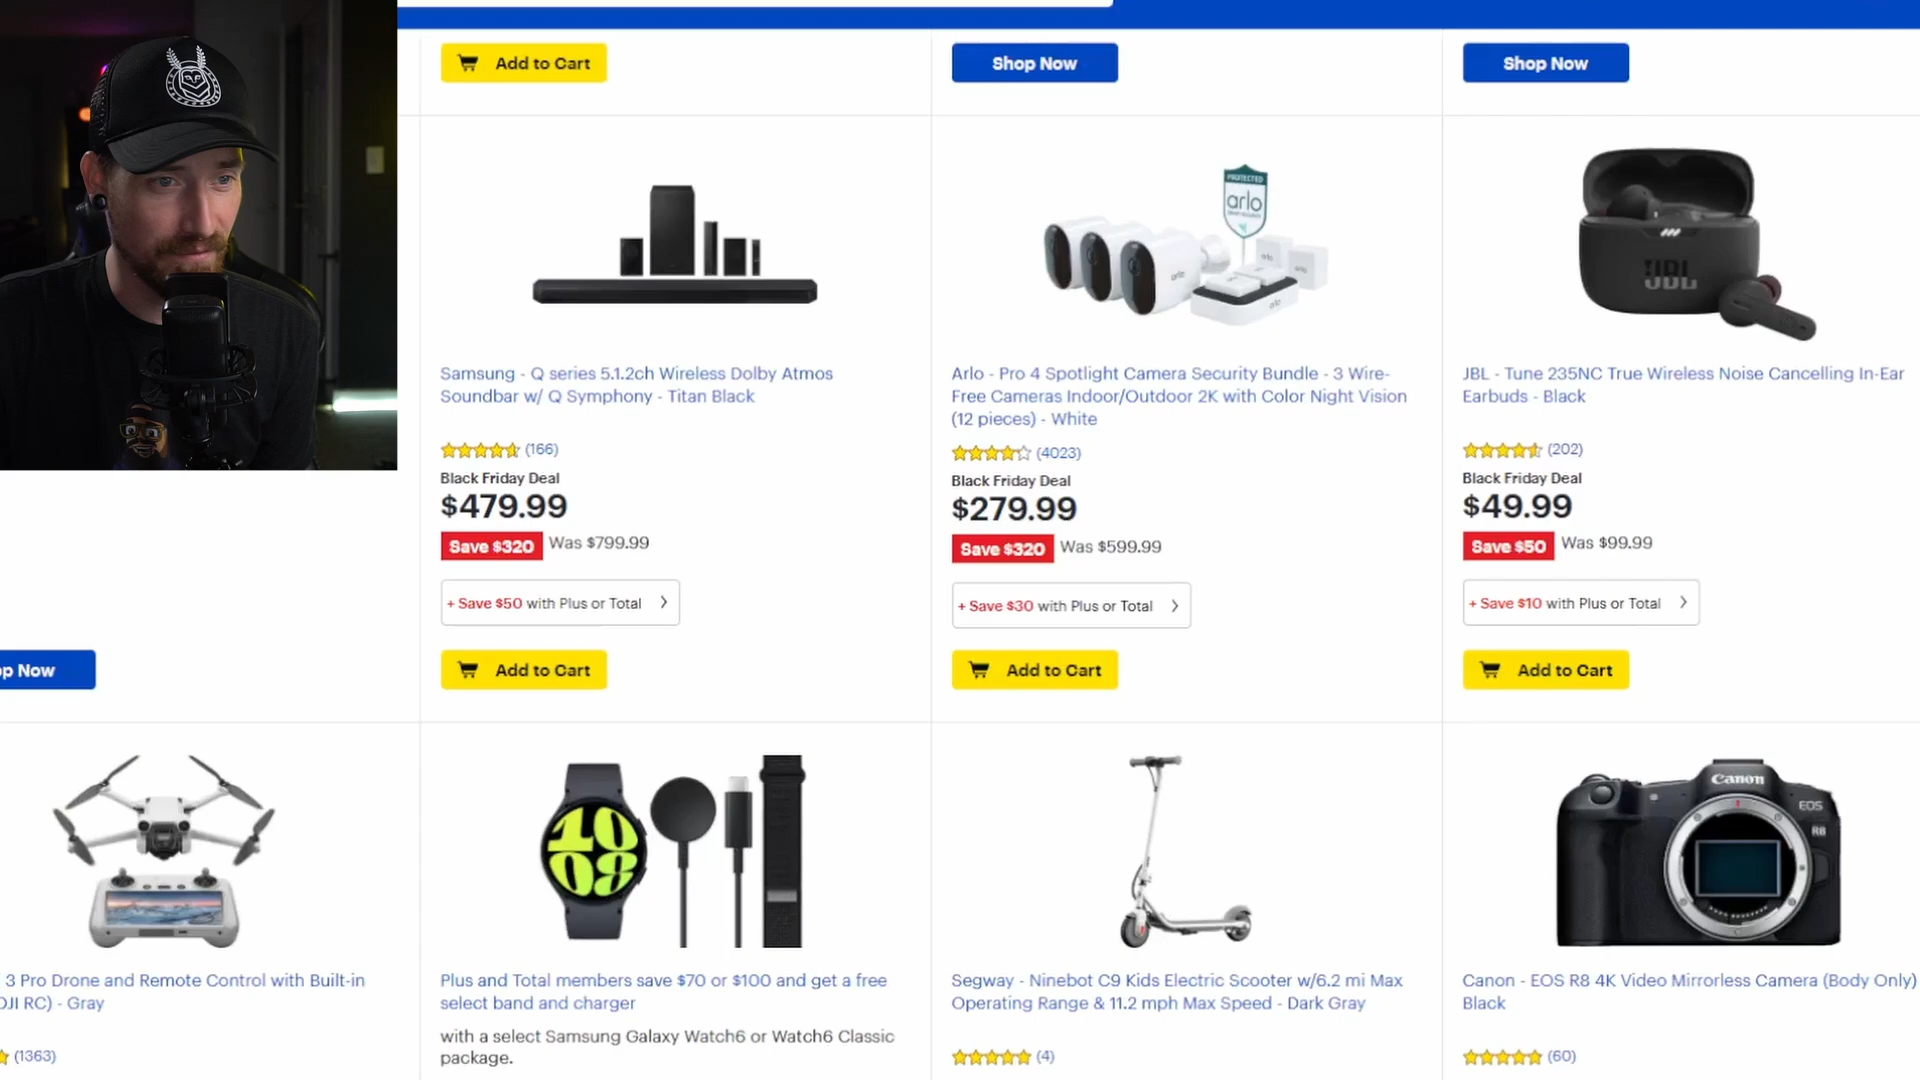 Add to Cart
Shop Now
Shop Now
PROTECTED
arlo
arlo
arlo
arlo
arlo
JBL
Samsung - Q series 5.1.2ch Wireless Dolby Atmos
Soundbar w/ Q Symphony - Titan Black
(166)
Black Friday Deal
$479.99
Save $320 Was $799.99
+ Save $50 with Plus or Total
Add to Cart
Arlo - Pro 4 Spotlight Camera Security Bundle - 3 Wire-
Free Cameras Indoor/Outdoor 2K with Color Night Vision
(12 pieces) - White
(4023)
Black Friday Deal
$279.99
Save $320 Was $599.99
+ Save $30 with Plus or Total
Add to Cart
JBL - Tune 235NC True Wireless Noise Cancelling In-Ear
Earbuds - Black
(202)
Black Friday Deal
$49.99
Save $50 Was $99.99
+ Save $10 with Plus or Total
Add to Cart
op Now
10
08
Canon
EOS
R8
3 Pro Drone and Remote Control with Built-in
DJI RC) - Gray
(1363)
Plus and Total members save $70 or $100 and get a free
select band and charger
with a select Samsung Galaxy Watch6 or Watch6 Classic
package.
Segway - Ninebot C9 Kids Electric Scooter w/6.2 mi Max
Operating Range & 11.2 mph Max Speed - Dark Gray
(4)
Canon - EOS R8 4K Video Mirrorless Camera (Body Only)
Black
(60)